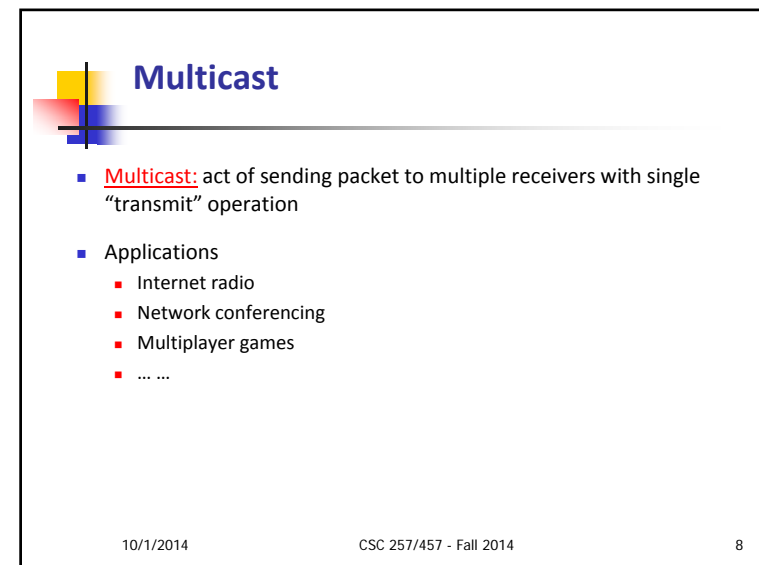 Multicast
Multicast: act of sending packet to multiple receivers with single
“transmit” operation
Applications
Internet radio
Network conferencing
Multiplayer games
... ...
10/1/2014 CSC 257/457 - Fall 2014 8